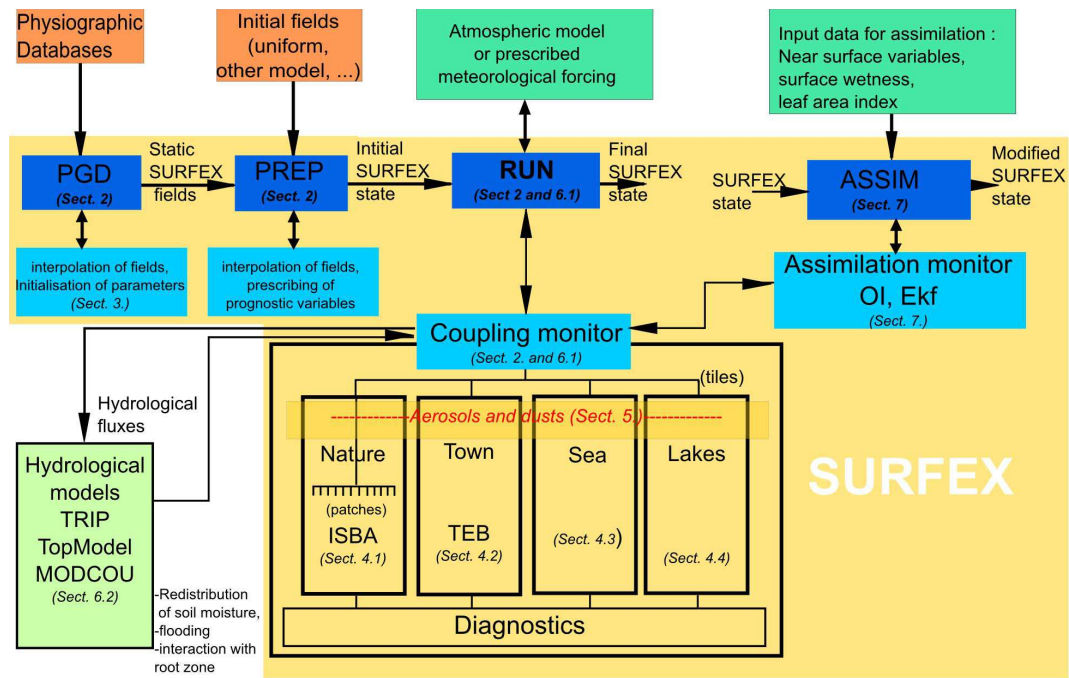 Physiographic
Databases
Initial fields
(uniform,
other model, ...)
Atmospheric model
or prescribed
meteorological forcing
Input data for assimilation :
Near surface variables,
surface wetness,
leaf area index
PGD
(Sect. 2)
Static
SURFEX
fields
PREP
(Sect. 2)
Intitial
SURFEX
state
RUN
(Sect 2 and 6.1)
Final
SURFEX
state
SURFEX
state
ASSIM
(Sect. 7)
Modified
SURFEX
state
interpolation of fields,
Initialisation of parameters
(Sect. 3.)
interpolation of fields,
prescribing of
prognostic variables
Assimilation monitor
OI, Ekf
(Sect. 7.)
Coupling monitor
(Sect. 2. and 6.1)
(tiles)
Hydrological
fluxes
-------------Aerosols and dusts (Sect. 5.)-------------
Nature
(patches)
ISBA
(Sect. 4.1)
Town
TEB
(Sect. 4.2)
Sea
(Sect. 4.3)
Lakes
(Sect. 4.4)
SURFEX
Hydrological
models
TRIP
TopModel
MODCOU
(Sect. 6.2)
-Redistribution
of soil moisture,
-flooding
-interaction with
root zone
Diagnostics